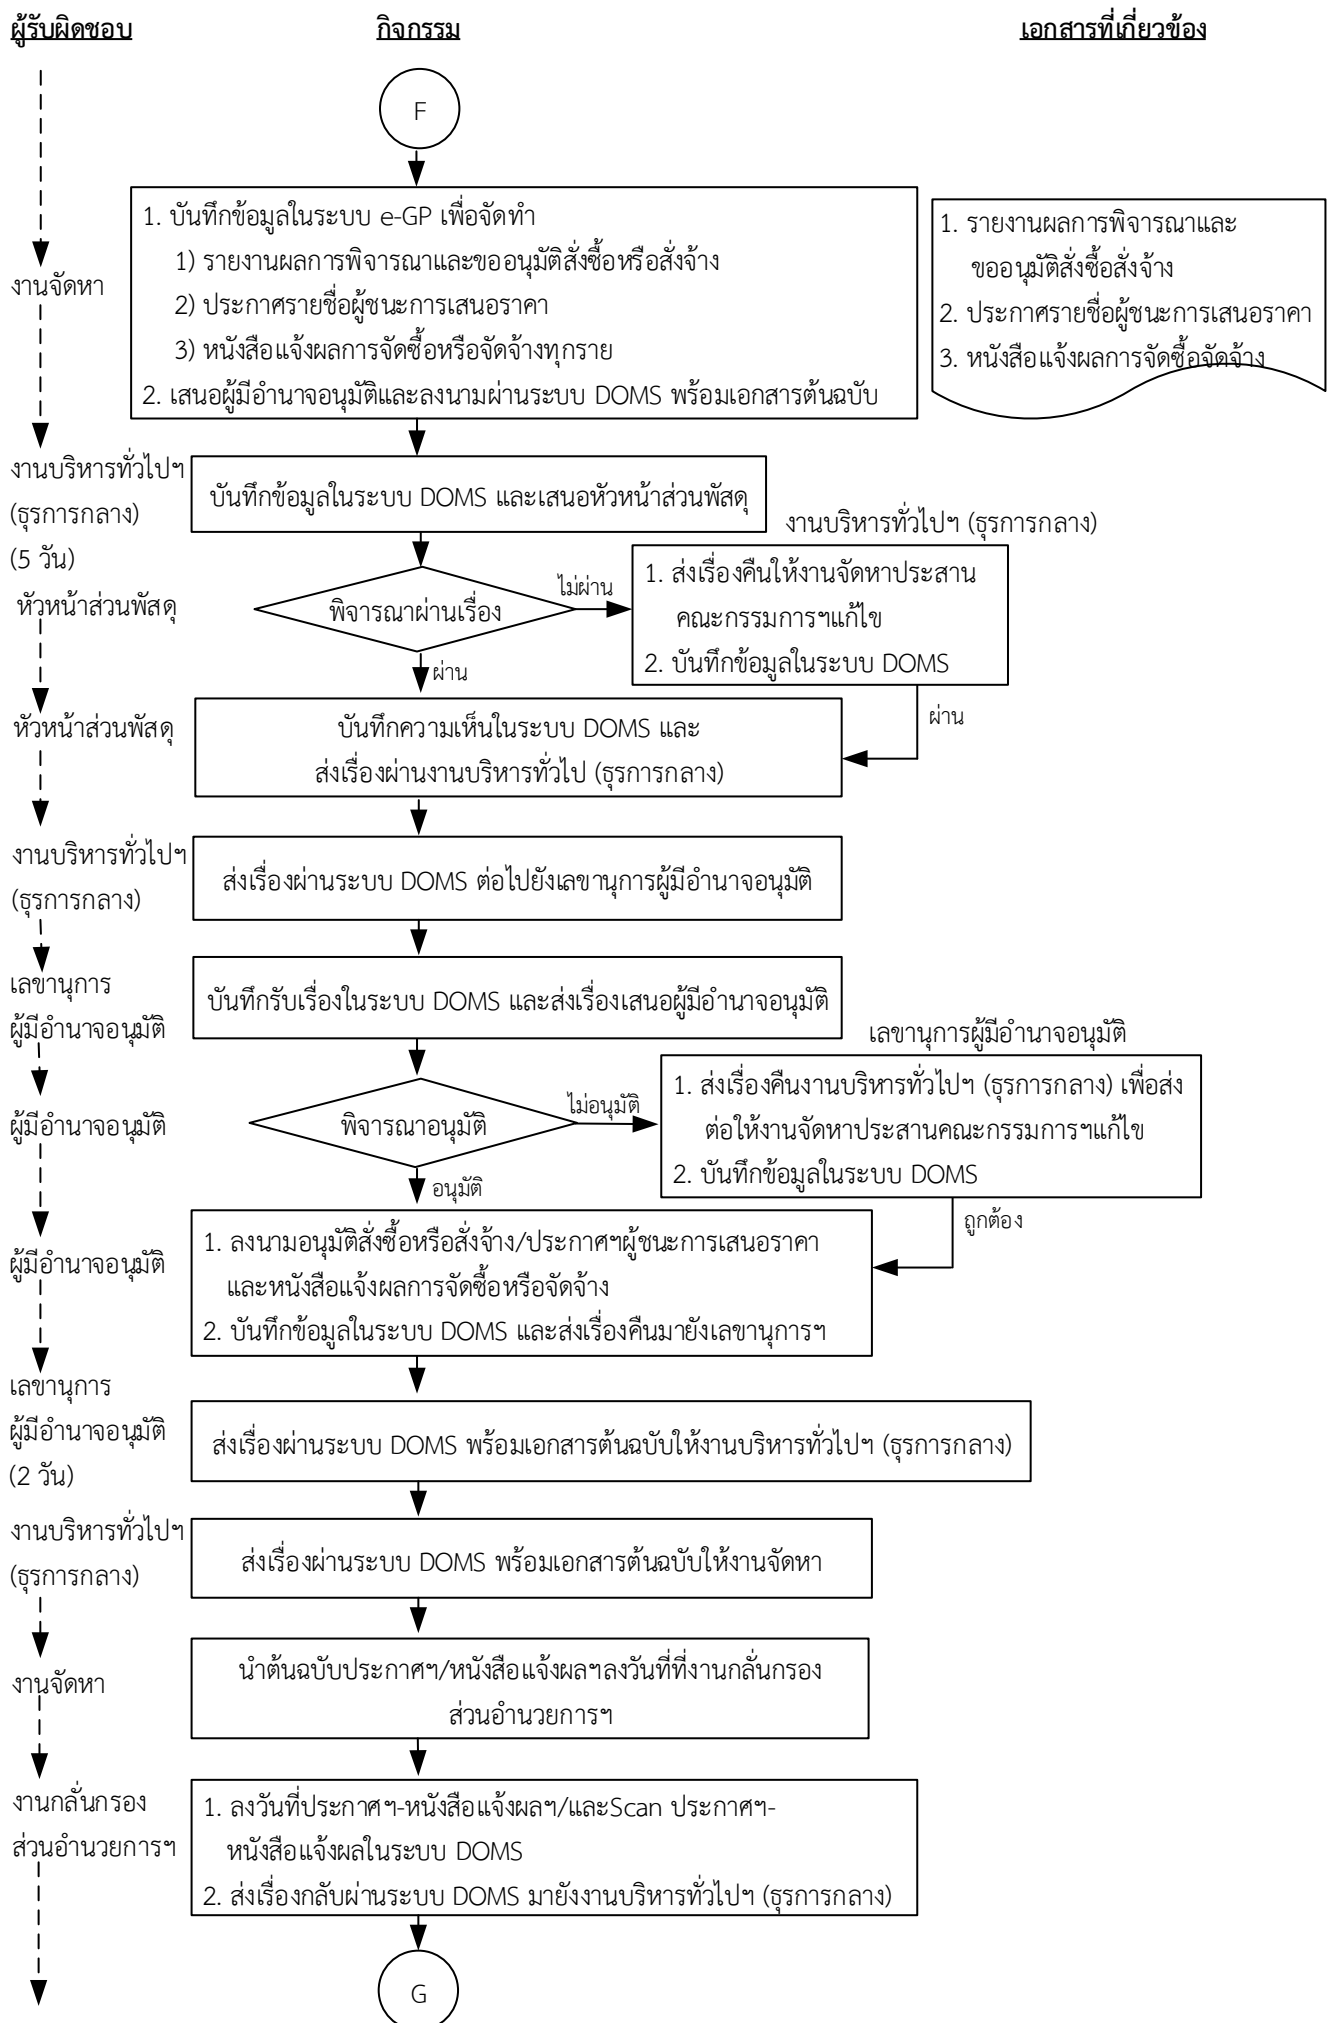 ผู้รับผิดชอบ
กิจกรรม
เอกสารที่เกี่ยวข้อง
F
1. บันทึกข้อมูลในระบบ e-GP เพื่อจัดทำ
1) รายงานผลการพิจารณาและขออนุมัติสั่งซื้อหรือสั่งจ้าง
2) ประกาศรายชื่อผู้ชนะการเสนอราคา
3) หนังสือแจ้งผลการจัดซื้อหรือจัดจ้างทุกราย
2. เสนอผู้มีอำนาจอนุมัติและลงนามผ่านระบบ DOMS พร้อมเอกสารต้นฉบับ
1. รายงานผลการพิจารณาและ
ขออนุมัติสั่งซื้อสั่งจ้าง
2. ประกาศรายชื่อผู้ชนะการเสนอราคา
3. หนังสือแจ้งผลการจัดซื้อจัดจ้าง
งานจัดหา
งานบริหารทั่วไปฯ
(ธุรการกลาง)
(5 วัน)
บันทึกข้อมูลในระบบ DOMS และเสนอหัวหน้าส่วนพัสดุ
งานบริหารทั่วไปฯ (ธุรการกลาง)
หัวหน้าส่วนพัสดุ
พิจารณาผ่านเรื่อง
ไม่ผ่าน
1. ส่งเรื่องคืนให้งานจัดหาประสาน
คณะกรรมการฯแก้ไข
2. บันทึกข้อมูลในระบบ DOMS
ผ่าน
ผ่าน
หัวหน้าส่วนพัสดุ
บันทึกความเห็นในระบบ DOMS และ
ส่งเรื่องผ่านงานบริหารทั่วไป (ธุรการกลาง)
งานบริหารทั่วไปฯ
(ธุรการกลาง)
ส่งเรื่องผ่านระบบ DOMS ต่อไปยังเลขานุการผู้มีอำนาจอนุมัติ
เลขานุการ
ผู้มีอำนาจอนุมัติ
บันทึกรับเรื่องในระบบ DOMS และส่งเรื่องเสนอผู้มีอำนาจอนุมัติ
เลขานุการผู้มีอำนาจอนุมัติ
ผู้มีอำนาจอนุมัติ
พิจารณาอนุมัติ
ไม่อนุมัติ
1. ส่งเรื่องคืนงานบริหารทั่วไปฯ (ธุรการกลาง) เพื่อส่ง
ต่อให้งานจัดหาประสานคณะกรรมการฯแก้ไข
2. บันทึกข้อมูลในระบบ DOMS
อนุมัติ
ถูกต้อง
ผู้มีอำนาจอนุมัติ
1. ลงนามอนุมัติสั่งซื้อหรือสั่งจ้าง/ประกาศฯผู้ชนะการเสนอราคา
และหนังสือแจ้งผลการจัดซื้อหรือจัดจ้าง
2. บันทึกข้อมูลในระบบ DOMS และส่งเรื่องคืนมายังเลขานุการฯ
เลขานุการ
ผู้มีอำนาจอนุมัติ
(2 วัน)
ส่งเรื่องผ่านระบบ DOMS พร้อมเอกสารต้นฉบับให้งานบริหารทั่วไปฯ (ธุรการกลาง)
งานบริหารทั่วไปฯ
(ธุรการกลาง)
ส่งเรื่องผ่านระบบ DOMS พร้อมเอกสารต้นฉบับให้งานจัดหา
งานจัดหา
นำต้นฉบับประกาศฯ/หนังสือแจ้งผลฯลงวันที่ที่งานกลั่นกรอง
ส่วนอำนวยการฯ
งานกลั่นกรอง
ส่วนอำนวยการฯ
1. ลงวันที่ประกาศฯ-หนังสือแจ้งผลฯ/และScan ประกาศฯ-
หนังสือแจ้งผลในระบบ DOMS
2. ส่งเรื่องกลับผ่านระบบ DOMS มายังงานบริหารทั่วไปฯ (ธุรการกลาง)
G